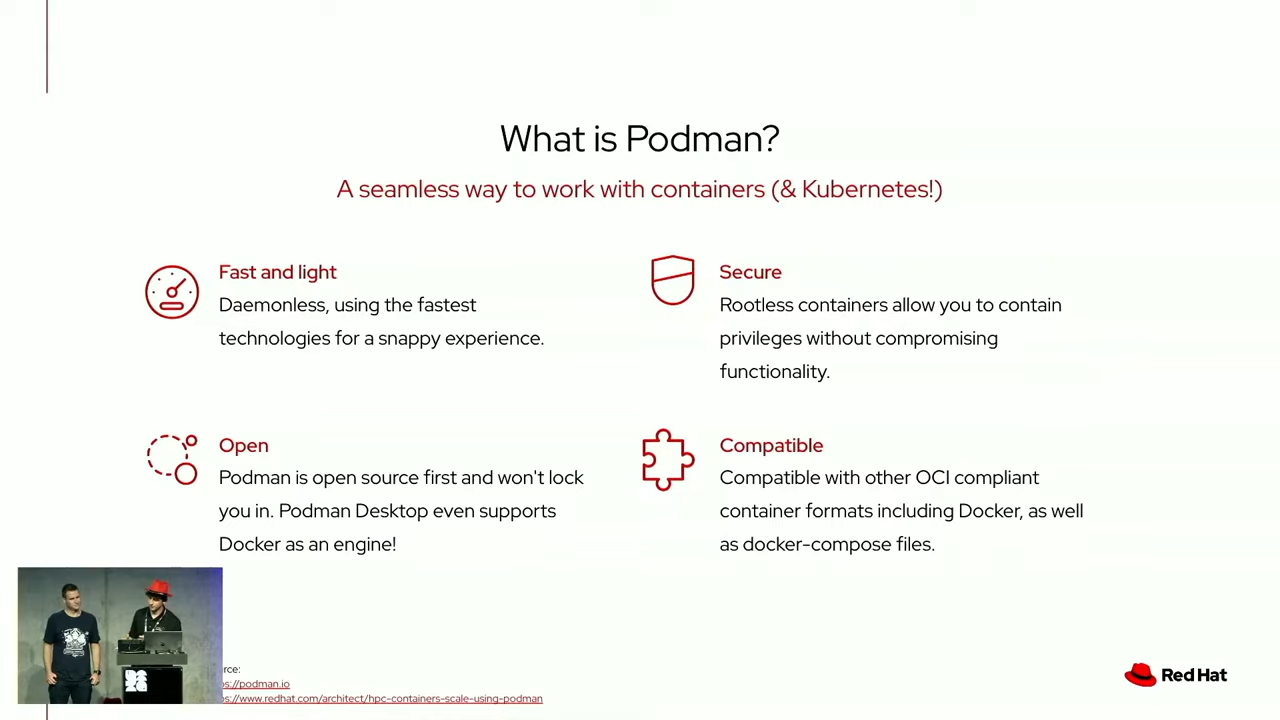 What is Podman?
A seamless way to work with containers (& Kubernetes!)
Fast and light
Daemonless, using the fastest
technologies for a snappy experience.
Secure
Rootless containers allow you to contain
privileges without compromising
functionality.
Open
Podman is open source first and won't lock
you in. Podman Desktop even supports
Docker as an engine!
Compatible
Compatible with other OCI compliant
container formats including Docker, as well
as docker-compose files.
rce:
ps://podman.io
ps://www.redhat.com/architect/hpc-containers-scale-using-podman
Red Hat